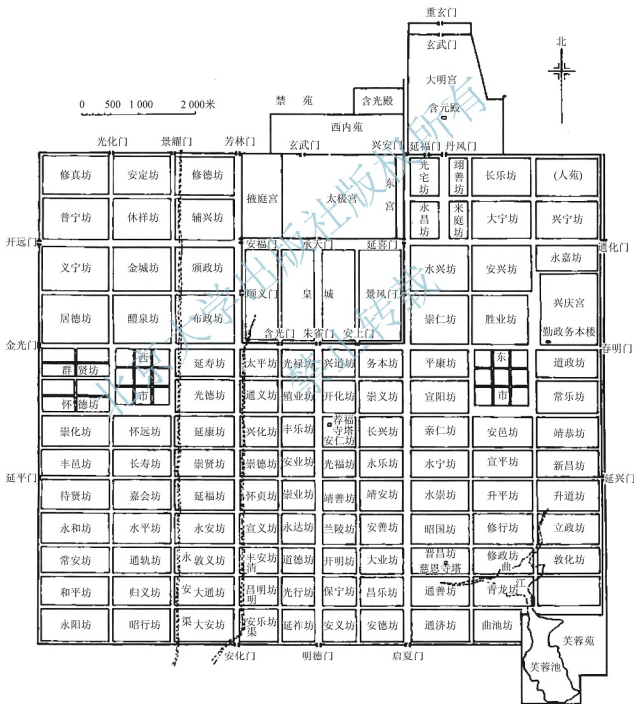 重玄门
玄武门
北
大明宫
含元殿
0 500 1 000 2 000米
禁 苑 含光殿
西内苑
光化门 景耀门 芳林门 玄武门 兴安门 延福门 丹凤门
修真坊 安定坊 修德坊 掖庭宫 太极宫 东宫 光宅坊 翊善坊 长乐坊 (人苑)
普宁坊 休祥坊 辅兴坊 永昌坊 来庭坊 大宁坊 兴宁坊
开远门 安福门 承天门 延喜门 通化门
义宁坊 金城坊 颁政坊 顺义门 皇城 景风门 水兴坊 安兴坊 永嘉坊
兴庆宫
居德坊 醴泉坊 布政坊 崇仁坊 胜业坊 勤政务本楼
金光门 含光门 朱雀门 安上门 春明门
群贤坊 西市 延寿坊 太平坊 光禄坊 兴道坊 务本坊 平康坊 东市 道政坊
怀德坊 光德坊 通义坊 殖业坊 开化坊 崇义坊 宣阳坊 常乐坊
崇化坊 怀远坊 延康坊 兴化坊 丰乐坊 荐福寺塔 安仁坊 长兴坊 亲仁坊 安邑坊 靖恭坊
丰邑坊 长寿坊 崇贤坊 崇德坊 安业坊 光福坊 永乐坊 水宁坊 宣平坊 新昌坊
延平门 延兴门
待贤坊 嘉会坊 延福坊 怀贞坊 崇业坊 靖善坊 靖安坊 水崇坊 升平坊 升道坊
永和坊 水平坊 永安坊 宣义坊 永达坊 兰陵坊 安善坊 昭国坊 修行坊 立政坊
常安坊 通轨坊 敦义坊 丰安坊 道德坊 开明坊 大业坊 晋昌坊 慈恩寺塔 修政坊 敦化坊
和平坊 归义坊 大通坊 昌明坊 光行坊 保宁坊 昌乐坊 通善坊 青龙坊
永阳坊 昭行坊 大安坊 安乐坊 延祚坊 安义坊 安德坊 通济坊 曲池坊
永安渠
清明渠
曲江
安化门 明德门 启夏门
芙蓉苑
芙蓉池
北京大学出版社版权所有
禁止转载